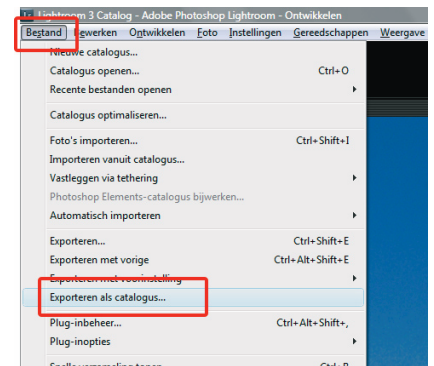 Lightroom 3 Catalog - Adobe Photoshop Lightroom - Ontwikkelen
Bestand Bewerken Ontwikkelen Foto Instellingen Gereedschappen Weergave
Nieuwe catalogus...
Catalogus openen... Ctrl+O
Recente bestanden openen
Catalogus optimaliseren...
Foto's importeren... Ctrl+Shift+I
Importeren vanuit catalogus...
Vastleggen via tethering
Photoshop Elements-catalogus bijwerken...
Automatisch importeren
Exporteren... Ctrl+Shift+E
Exporteren met vorige Ctrl+Alt+Shift+E
Exporteren met voorinstelling
Exporteren als catalogus...
Plug-inbeheer... Ctrl+Alt+Shift+,
Plug-inopties